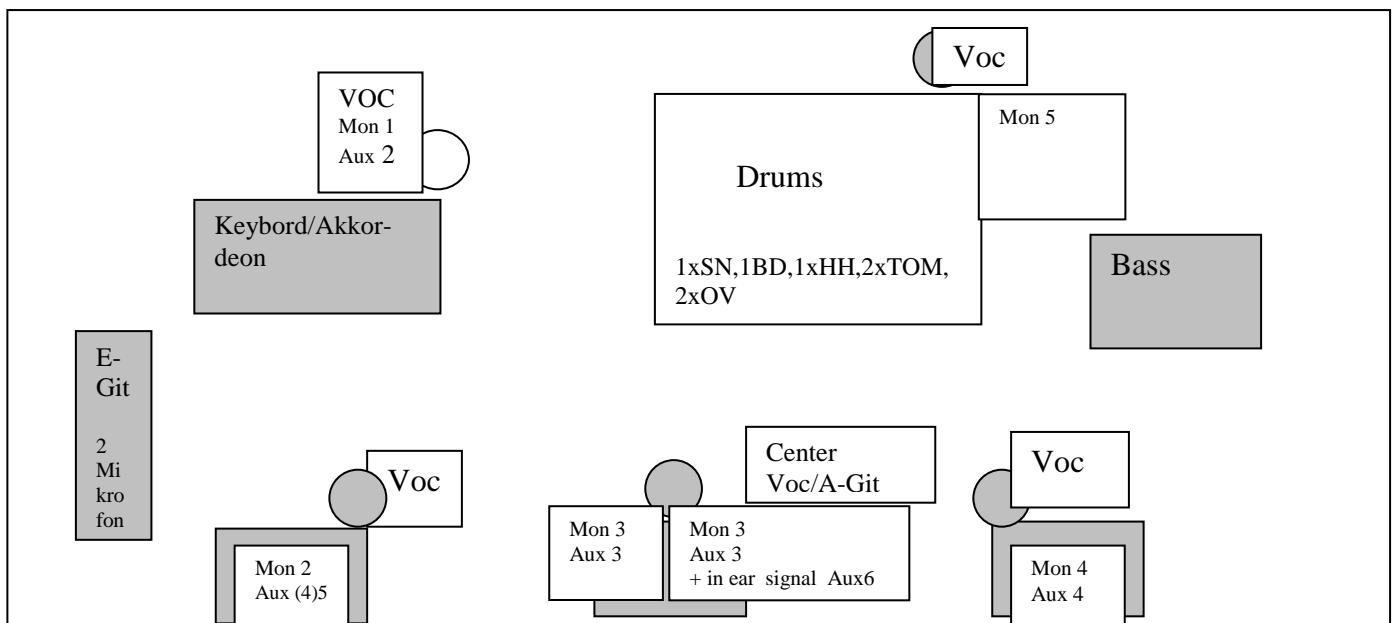 Voc
VOC
Mon 1
Aux 2
Mon 5
Drums
Keybord/Akkor-
deon
1xSN,1BD,1xHH,2xTOM,
2xOV
Bass
E-
Git
2
Mi
kro
fon
Voc
Mon 2
Aux (4)5
Center
Voc/A-Git
Mon 3
Aux 3
Mon 3
Aux 3
+ in ear signal Aux6
Voc
Mon 4
Aux 4